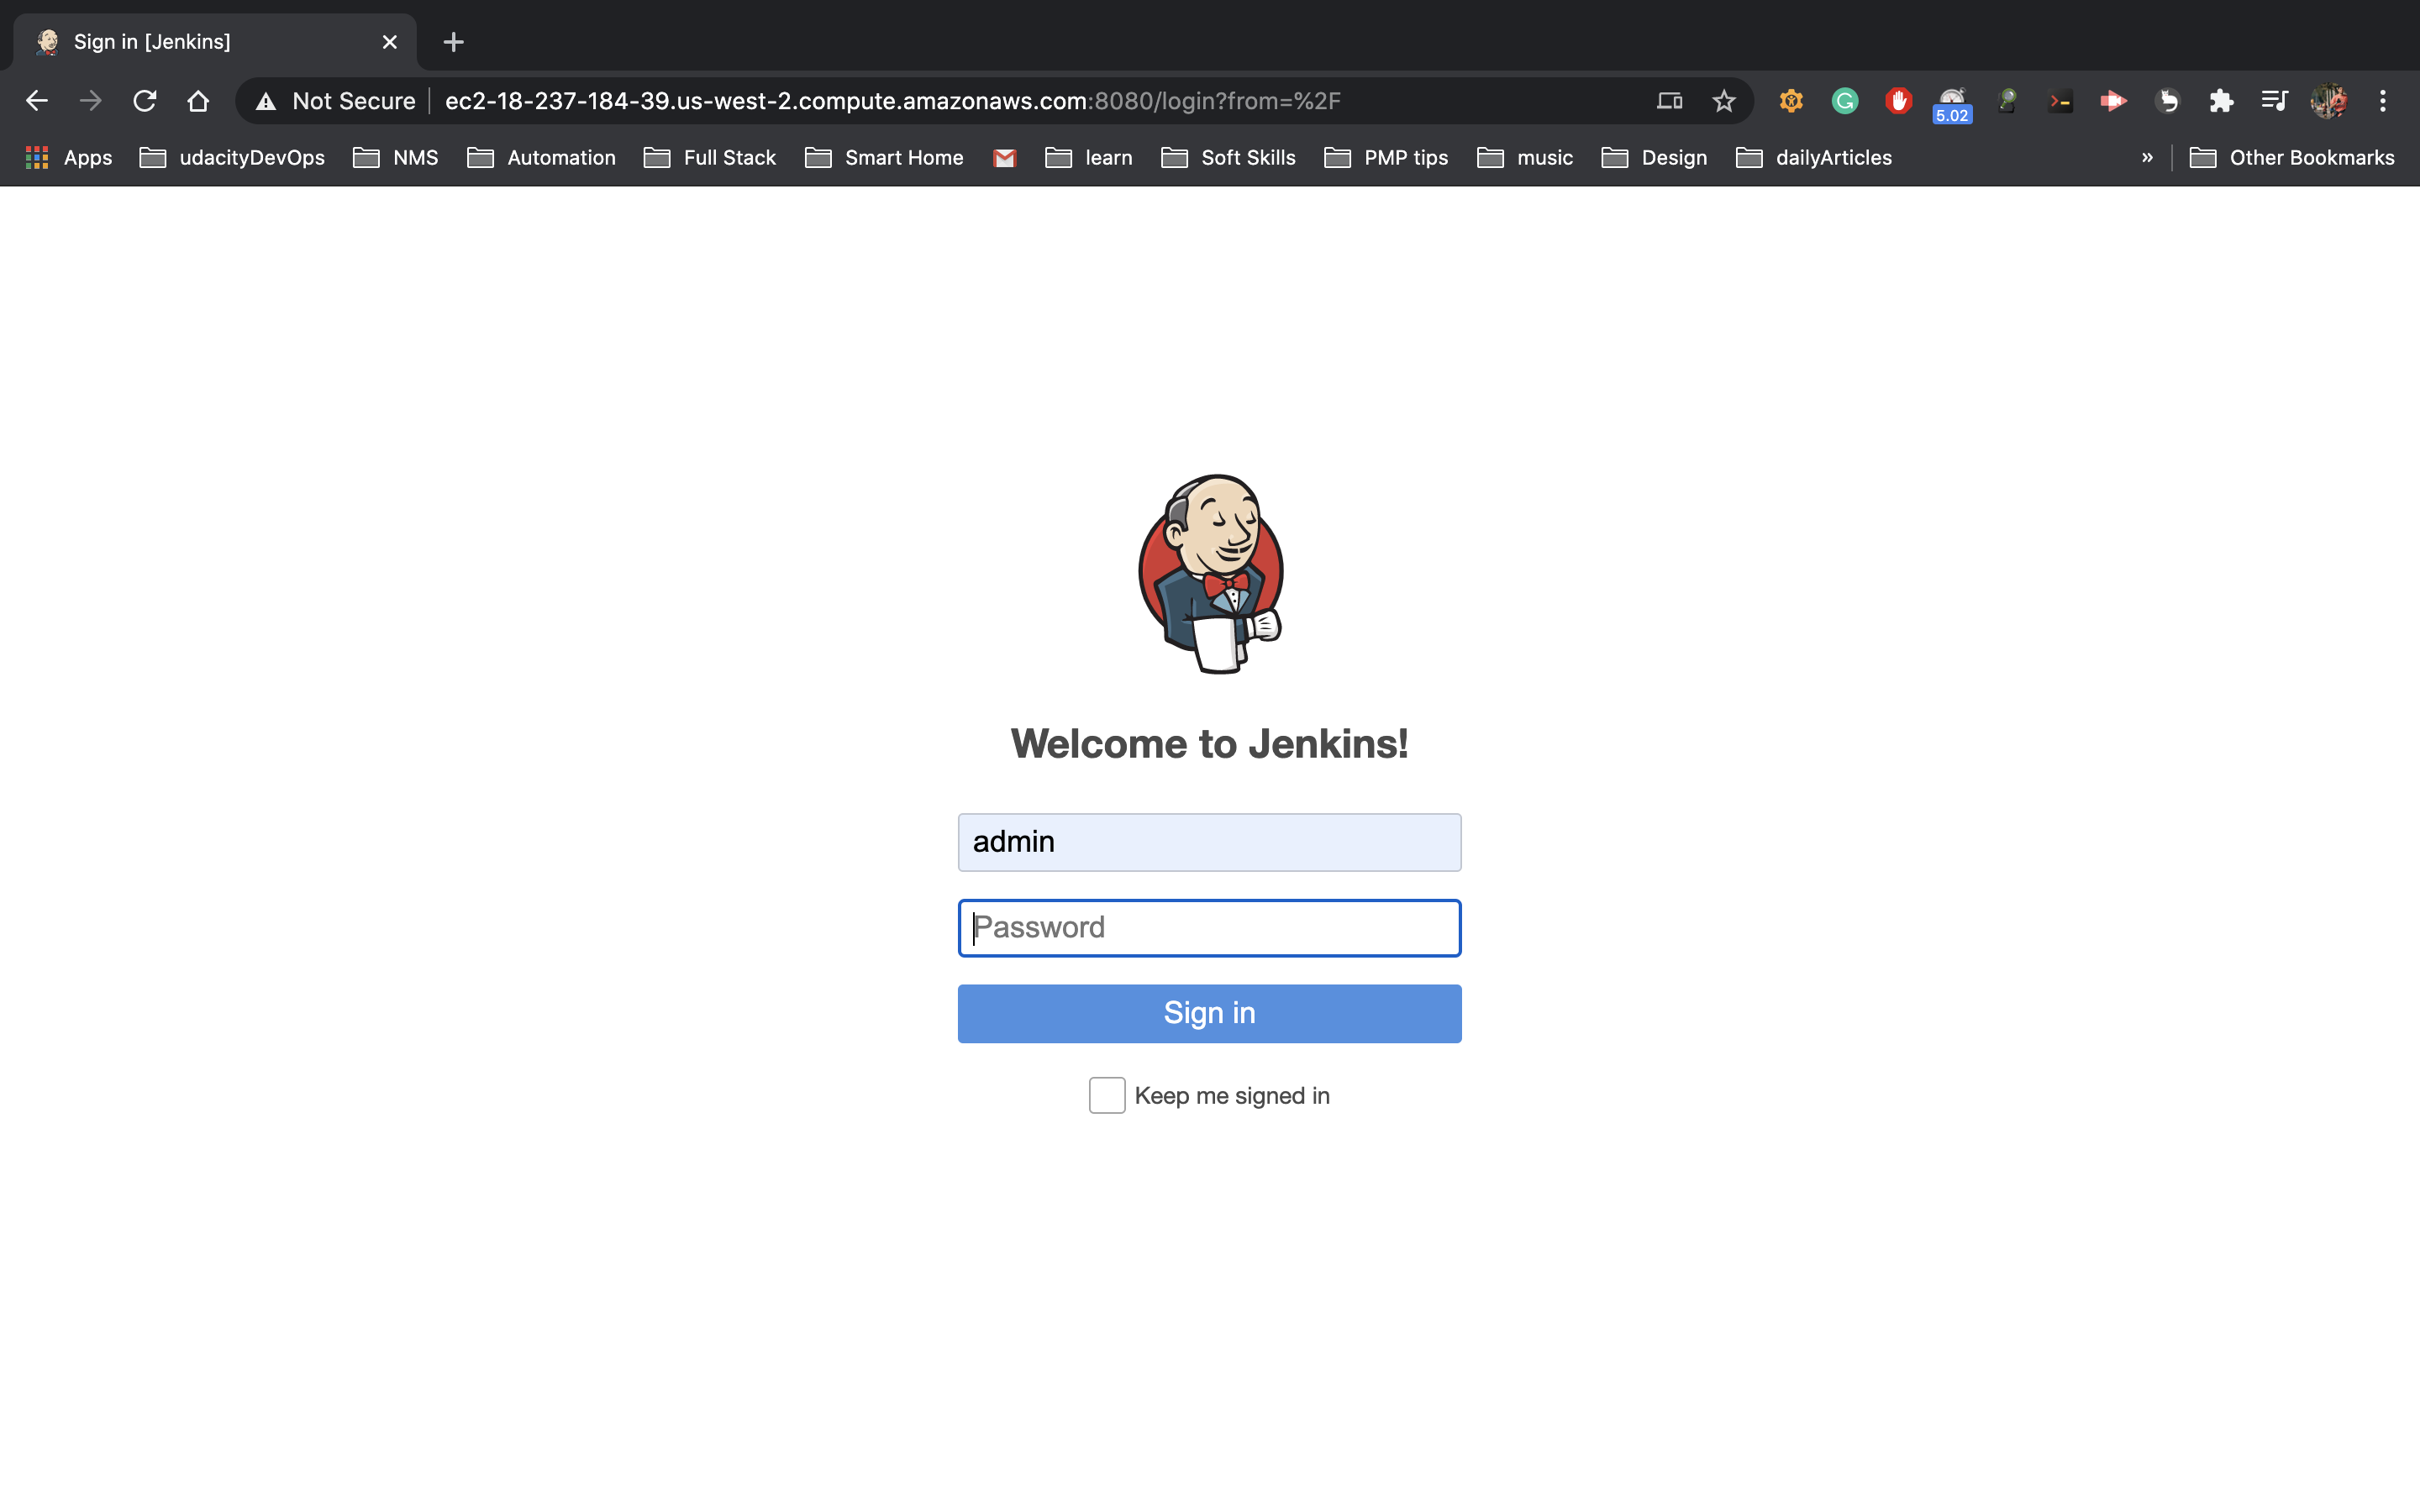 Sign in [Jenkins]
Not Secure ec2-18-237-184-39.us-west-2.compute.amazonaws.com:8080/login?from=%2F
5.02
Apps udacityDevOps NMS Automation Full Stack Smart Home learn Soft Skills PMP tips music Design dailyArticles » Other Bookmarks
Welcome to Jenkins!
admin
Password
Sign in
Keep me signed in